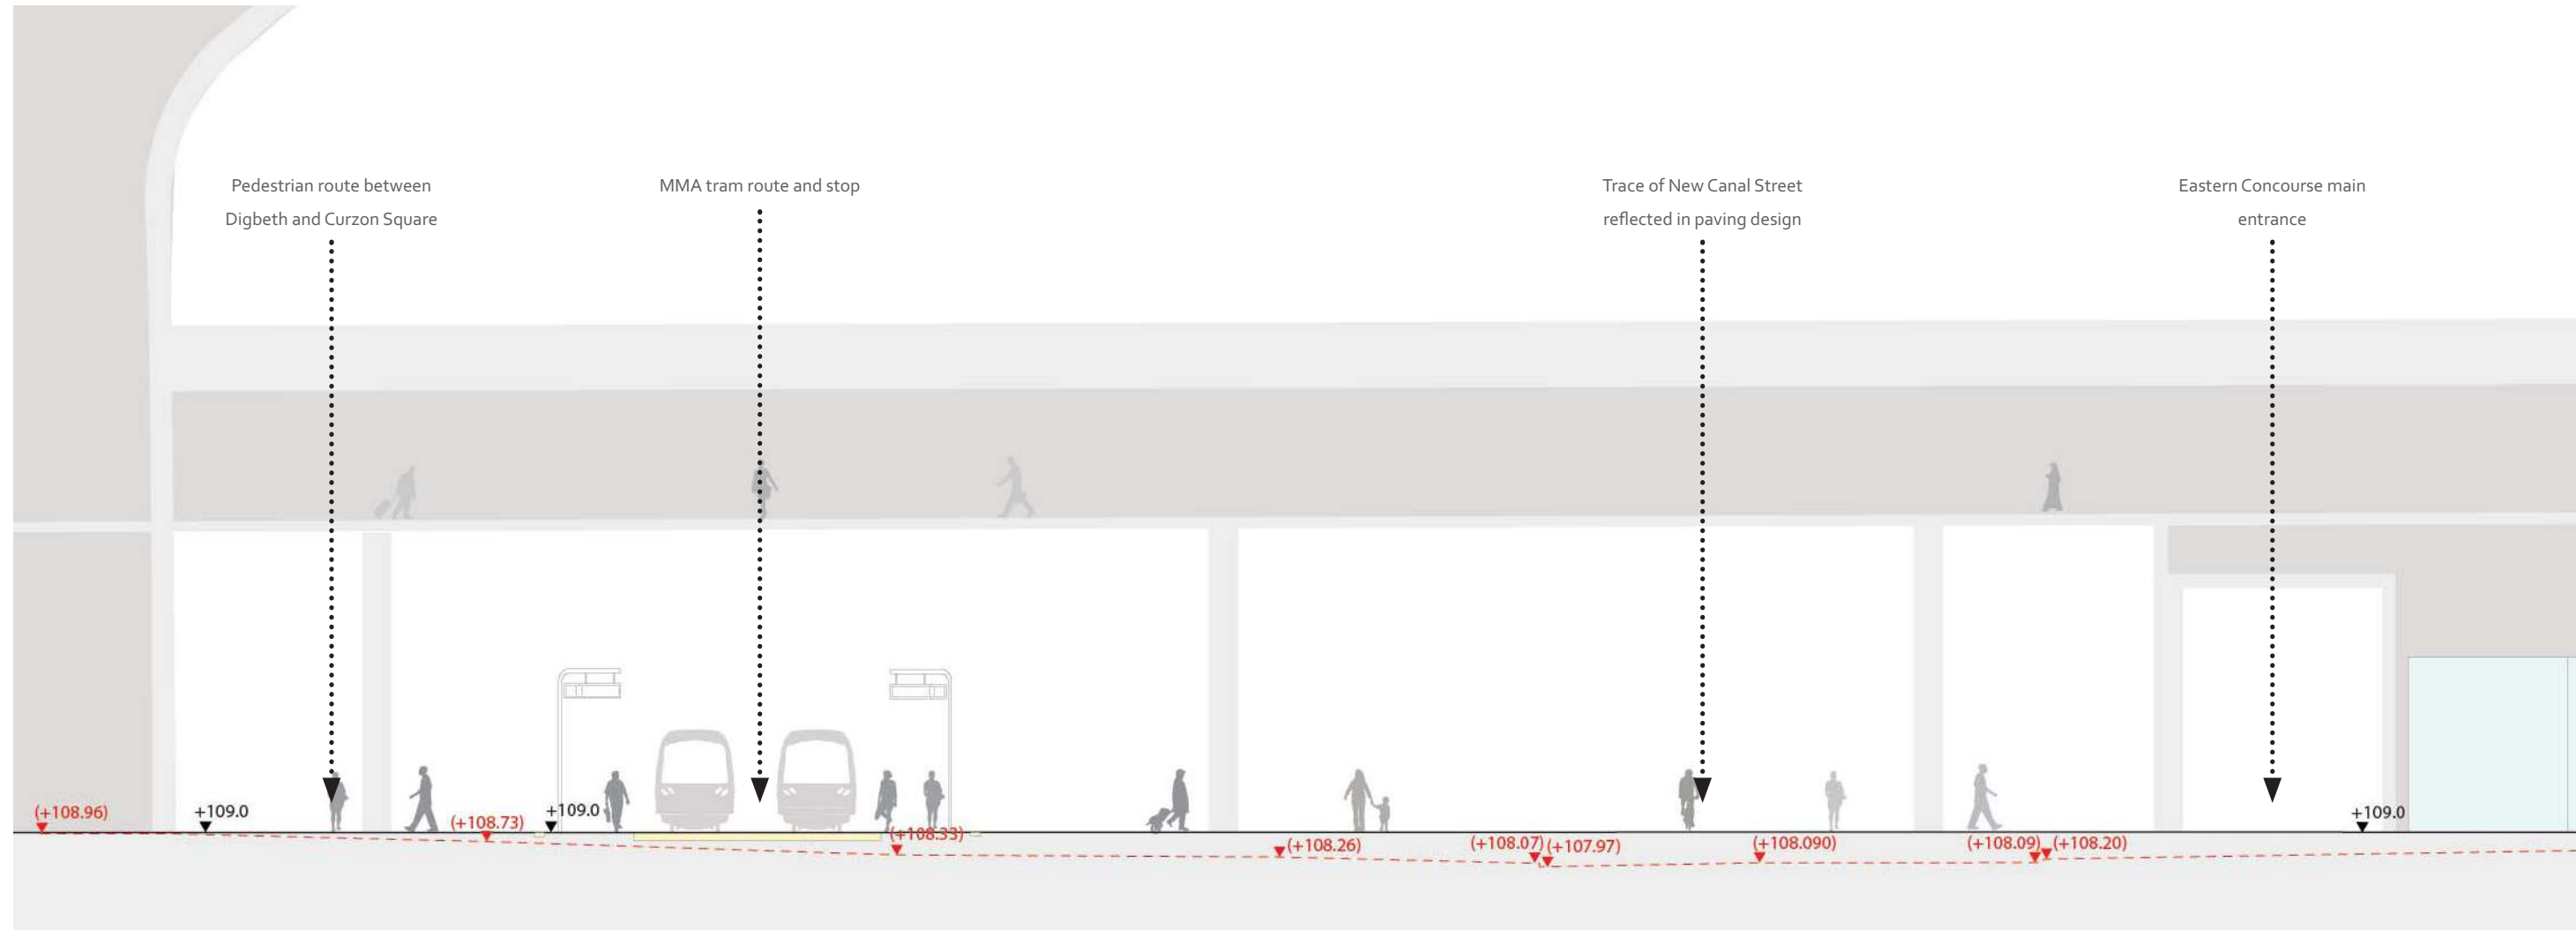 Pedestrian route between
Digbeth and Curzon Square
MMA tram route and stop
Trace of New Canal Street
reflected in paving design
Eastern Concourse main
entrance
(+108.96)
+109.0
(+108.73)
+109.0
(+108.33)
(+108.26)
(+108.07)
(+107.97)
(+108.090)
(+108.09)
(+108.20)
+109.0